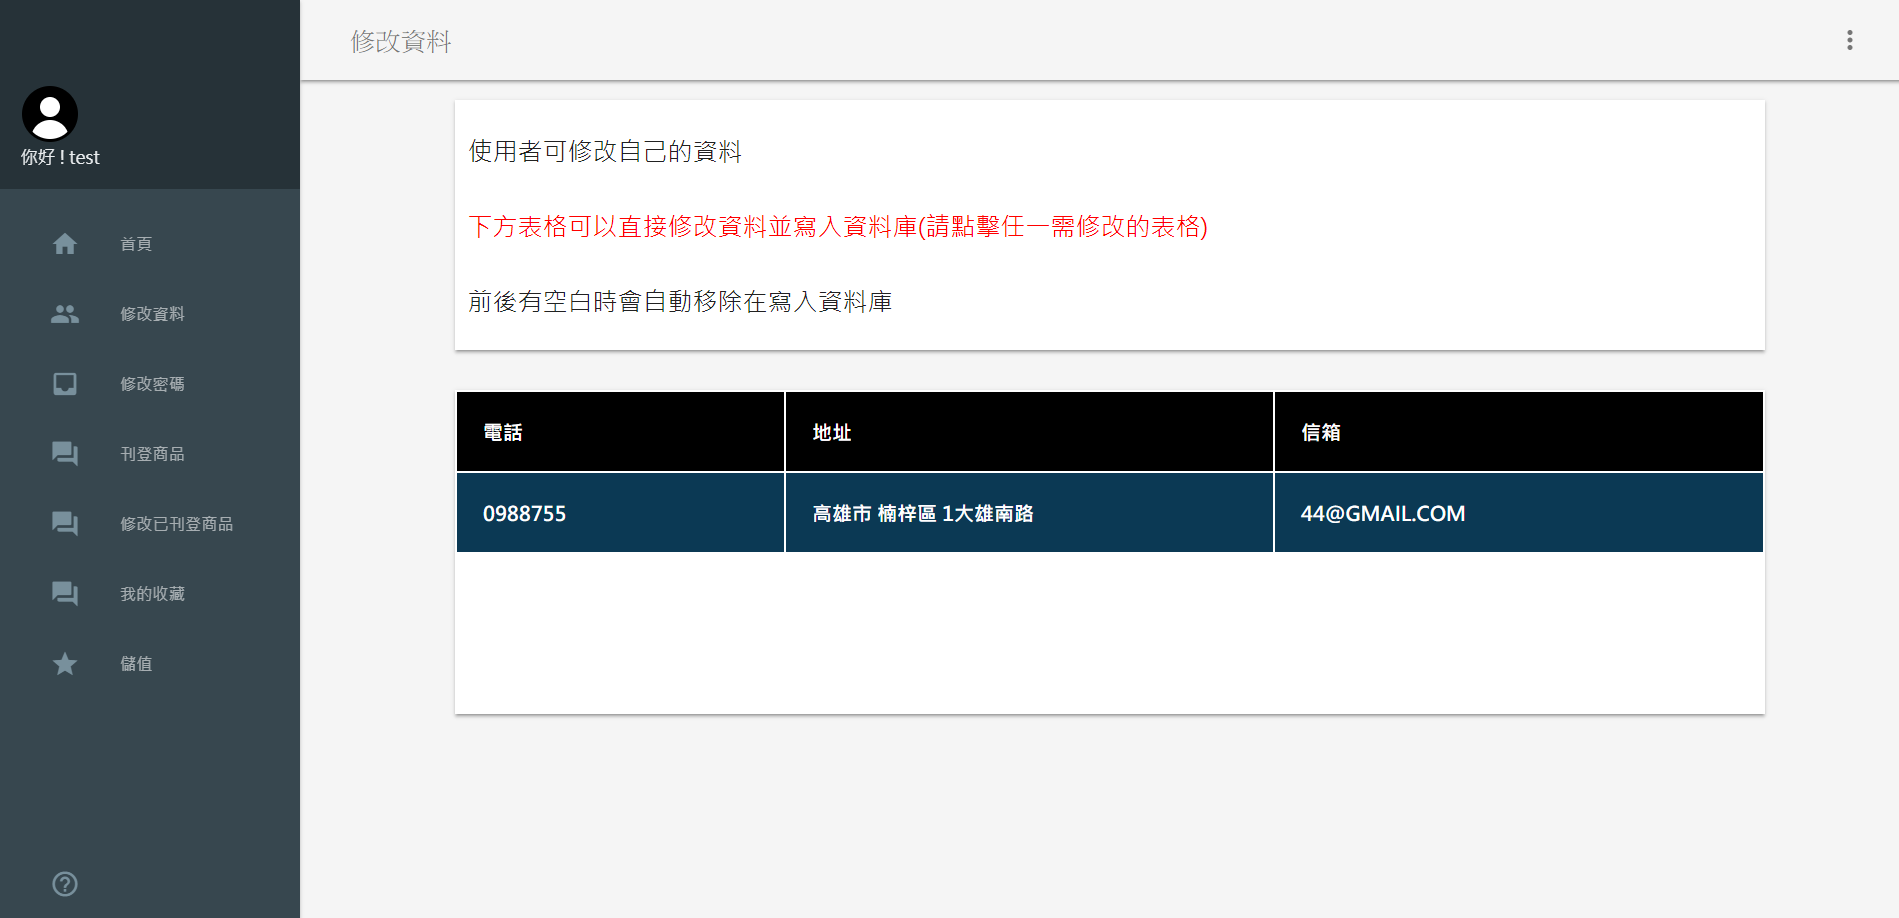 你好 ! test
首頁
修改資料
修改密碼
刊登商品
修改已刊登商品
我的收藏
儲值
修改資料
使用者可修改自己的資料
下方表格可以直接修改資料並寫入資料庫(請點擊任一需修改的表格)
前後有空白時會自動移除在寫入資料庫
電話 地址 信箱
0988755 高雄市 楠梓區 1大雄南路 44@GMAIL.COM